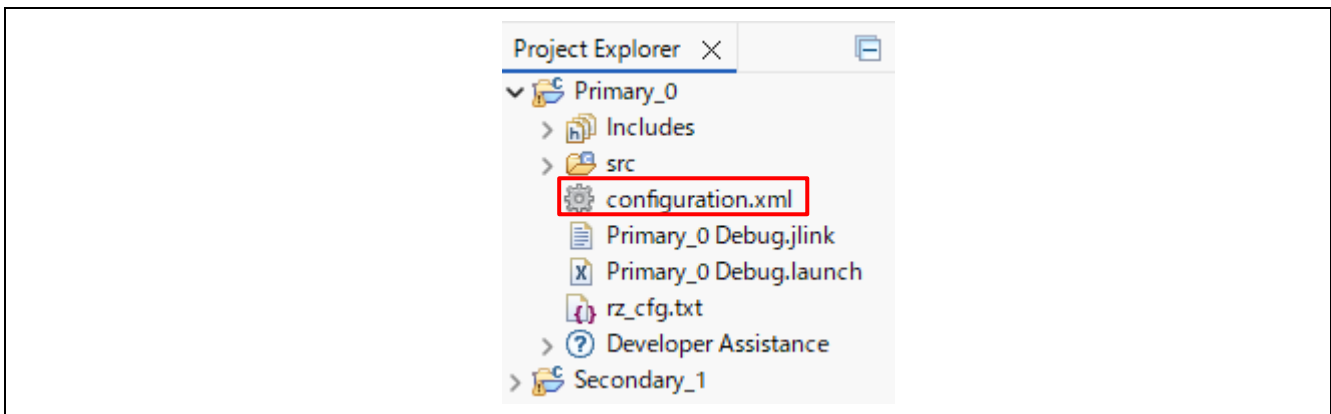 Project Explorer
Primary_0
Includes
src
configuration.xml
Primary_0 Debug.jlink
Primary_0 Debug.launch
rz_cfg.txt
Developer Assistance
Secondary_1